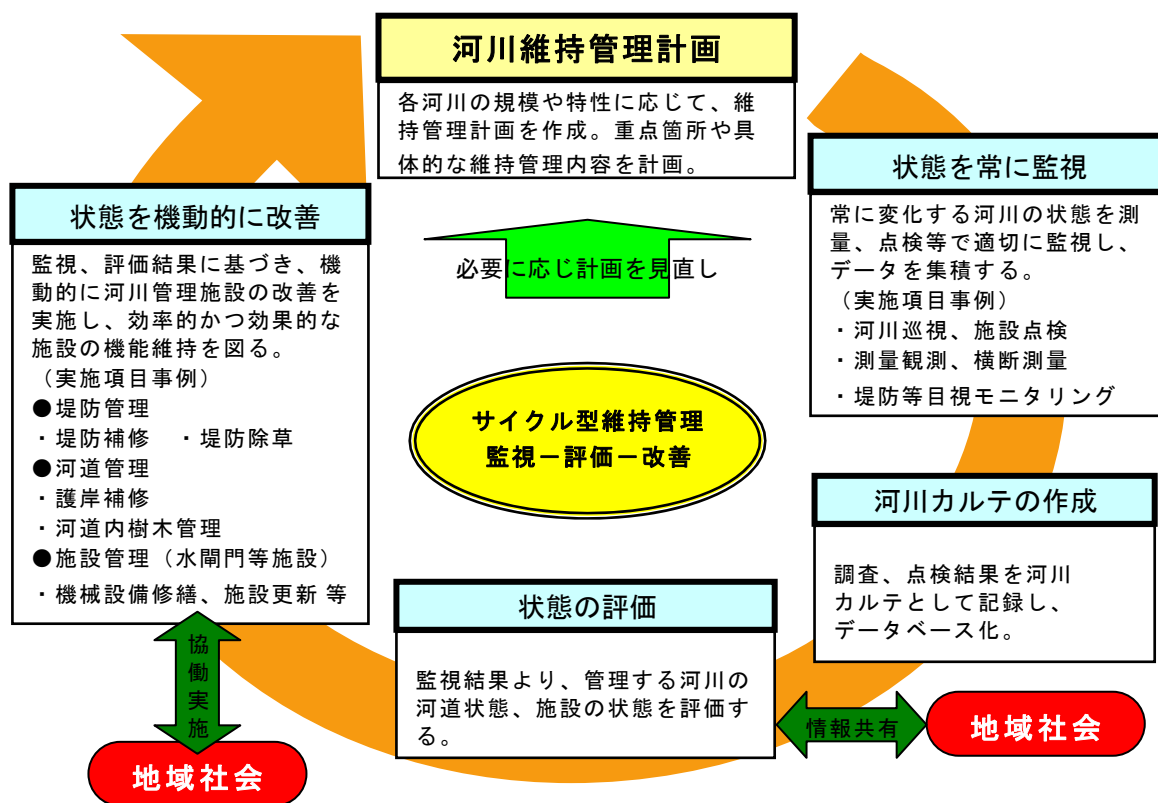 河川維持管理計画
各河川の規模や特性に応じて、維
持管理計画を作成。重点箇所や具
体的な維持管理内容を計画。
状態を常に監視
常に変化する河川の状態を測
量、点検等で適切に監視し、
データを集積する。
（実施項目事例）
・河川巡視、施設点検
・測量観測、横断測量
・堤防等目視モニタリング
河川カルテの作成
調査、点検結果を河川
カルテとして記録し、
データベース化。
状態の評価
監視結果より、管理する河川の
河道状態、施設の状態を評価す
る。
情報共有
地域社会
状態を機動的に改善
監視、評価結果に基づき、機
動的に河川管理施設の改善を
実施し、効率的かつ効果的な
施設の機能維持を図る。
（実施項目事例）
●堤防管理
・堤防補修　・堤防除草
●河道管理
・護岸補修
・河道内樹木管理
●施設管理（水閘門等施設）
・機械設備修繕、施設更新 等
協働実施
地域社会
必要に応じ計画を見直し
サイクル型維持管理
監視－評価－改善